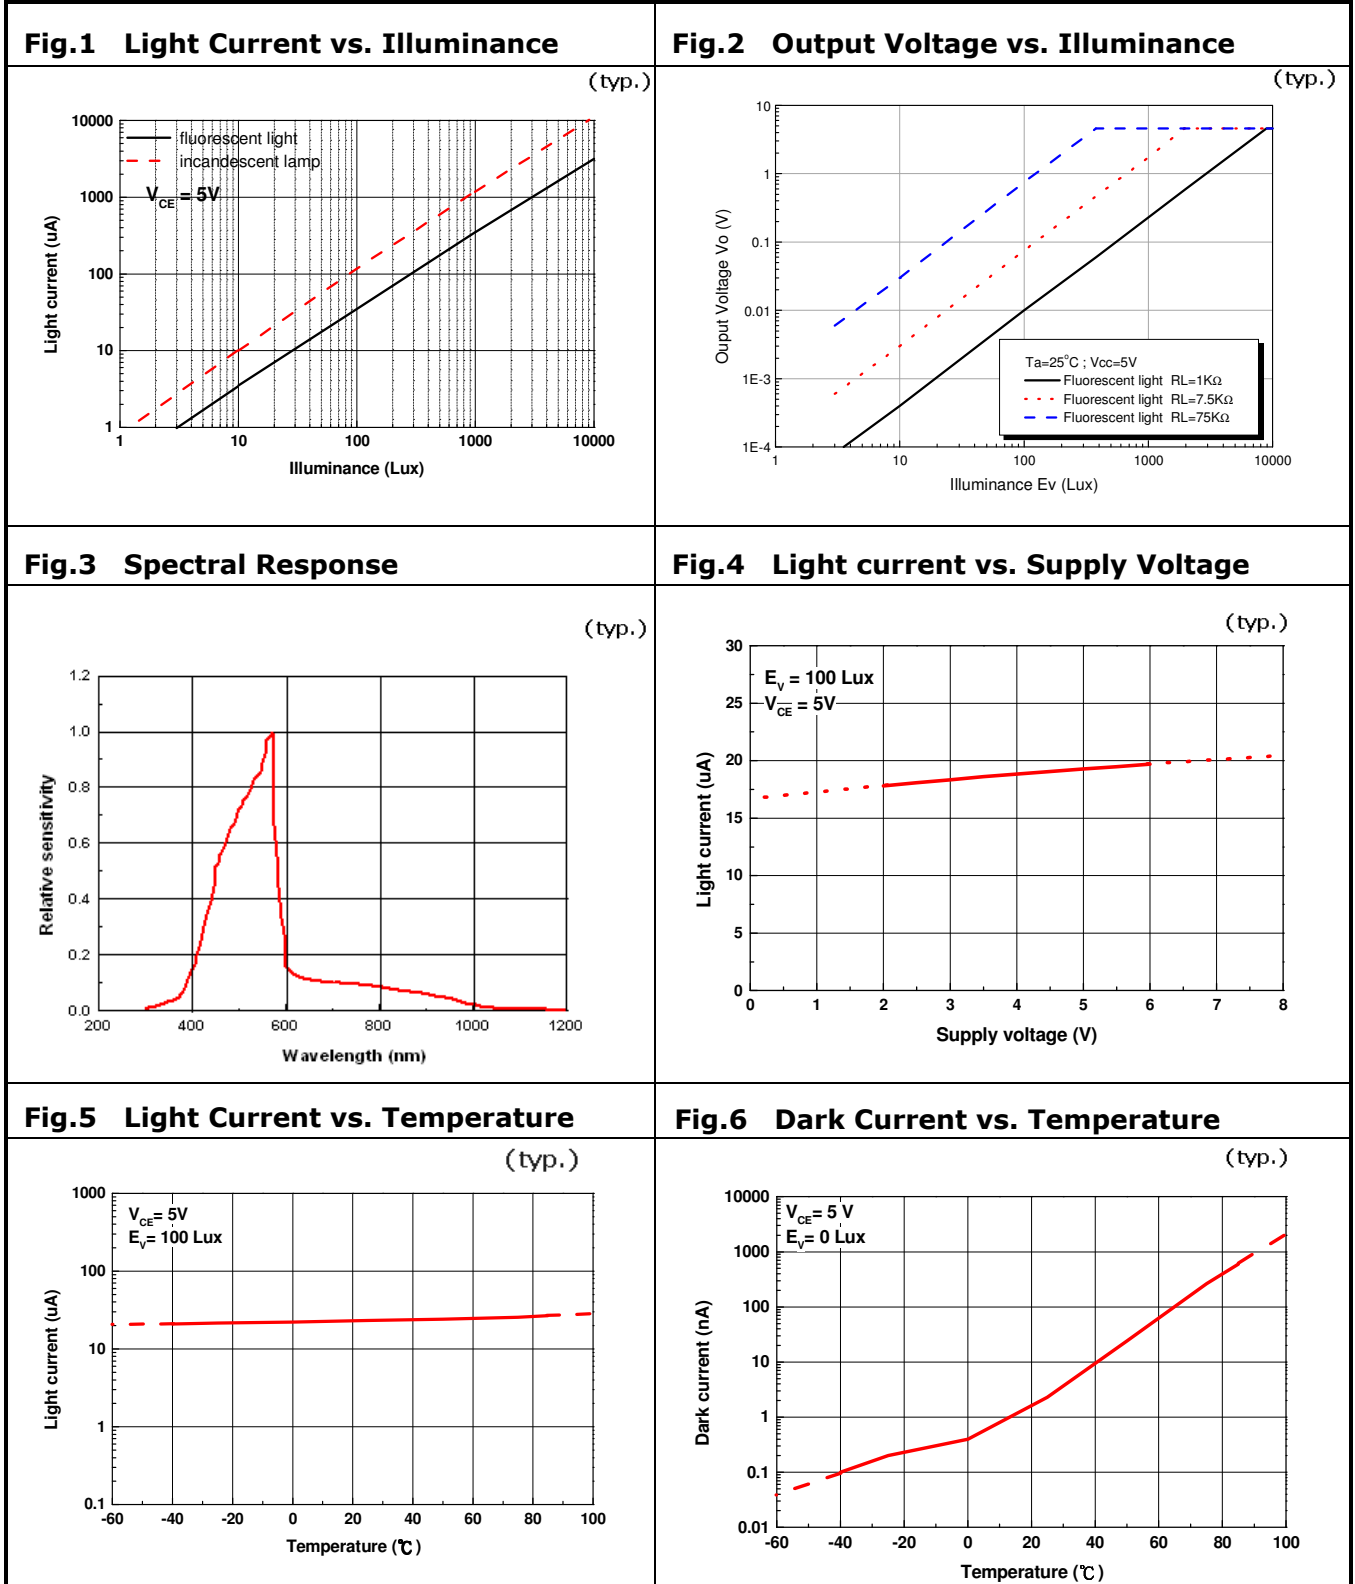 Fig.1 Light Current vs. Illuminance
(typ.)
10000
1000
100
10
1
fluorescent light
incandescent lamp
VCE = 5V
Light current (uA)
1 10 100 1000 10000
Illuminance (Lux)
Fig.2 Output Voltage vs. Illuminance
(typ.)
10
1
0.1
0.01
1E-3
1E-4
Ouput Voltage Vo (V)
Ta=25°C ; Vcc=5V
Fluorescent light RL=1KΩ
Fluorescent light RL=7.5KΩ
Fluorescent light RL=75KΩ
1 10 100 1000 10000
Illuminance Ev (Lux)
Fig.3 Spectral Response
(typ.)
1.2
1.0
0.8
0.6
0.4
0.2
0.0
Relative sensitivity
200 400 600 800 1000 1200
Wavelength (nm)
Fig.4 Light current vs. Supply Voltage
(typ.)
30
25
20
15
10
5
0
EV = 100 Lux
VCE = 5V
Light current (uA)
0 1 2 3 4 5 6 7 8
Supply voltage (V)
Fig.5 Light Current vs. Temperature
(typ.)
1000
100
10
1
0.1
VCE= 5V
EV= 100 Lux
Light current (uA)
-60 -40 -20 0 20 40 60 80 100
Temperature (℃)
Fig.6 Dark Current vs. Temperature
(typ.)
10000
1000
100
10
1
0.1
0.01
VCE= 5 V
EV= 0 Lux
Dark current (nA)
-60 -40 -20 0 20 40 60 80 100
Temperature (℃)